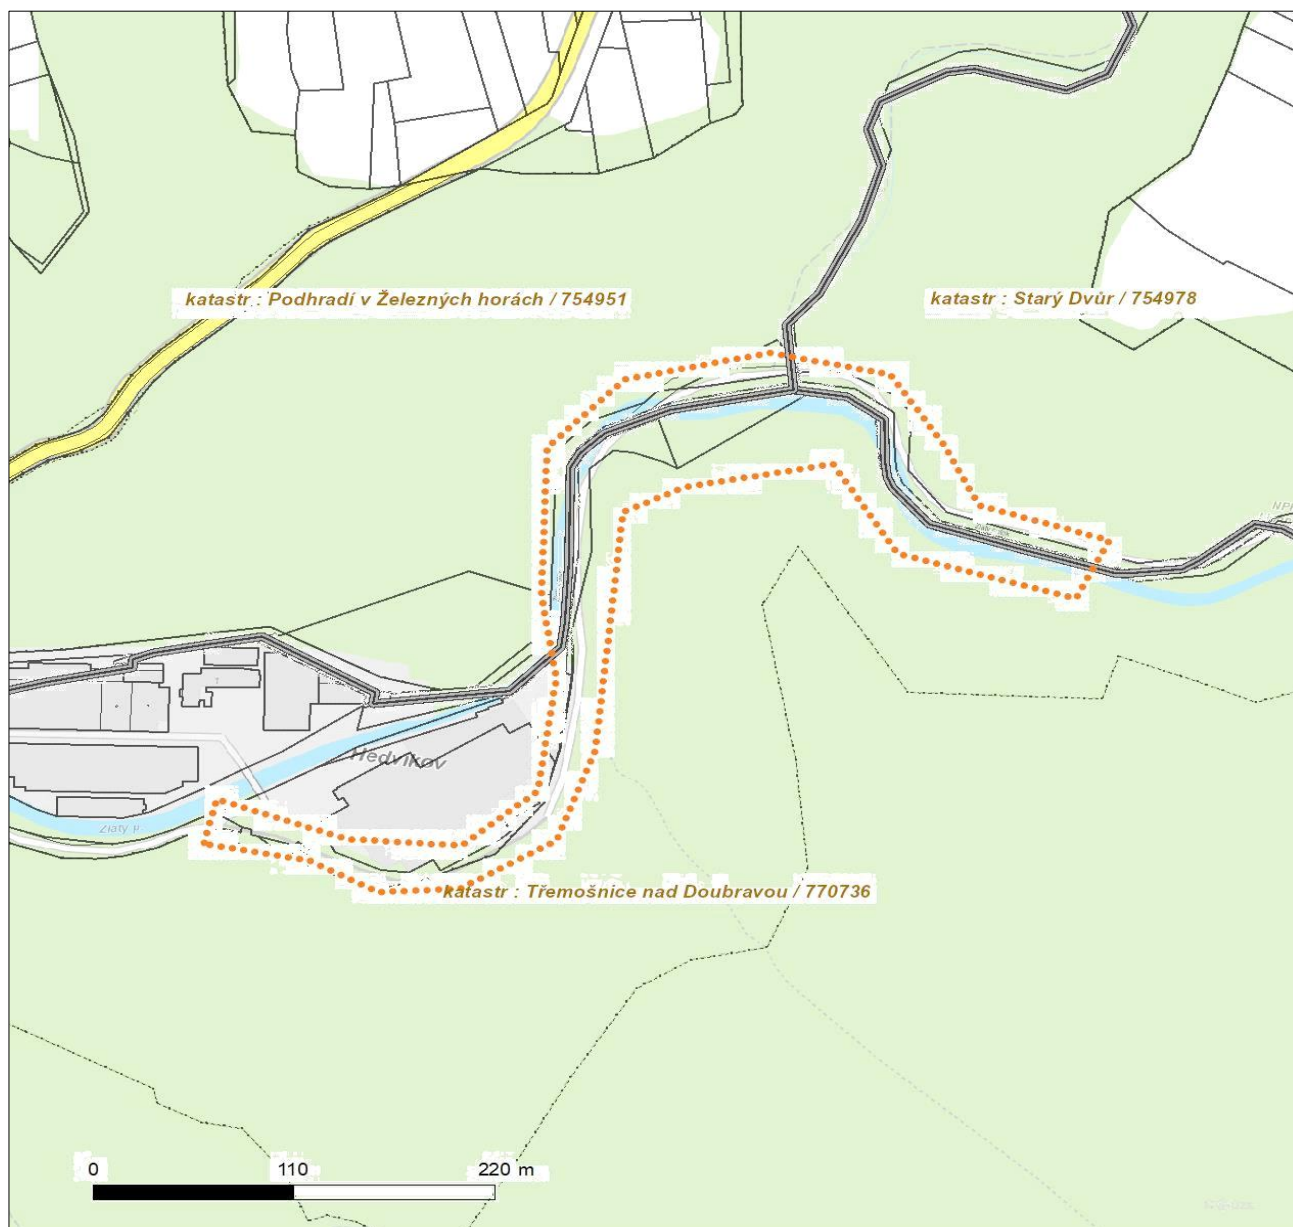 katastr : Podhradí v Železných horách / 754951
katastr : Starý Dvůr / 754978
Hedvikov
Zlatý p.
katastr : Třemošnice nad Doubravou / 770736
0 110 220 m